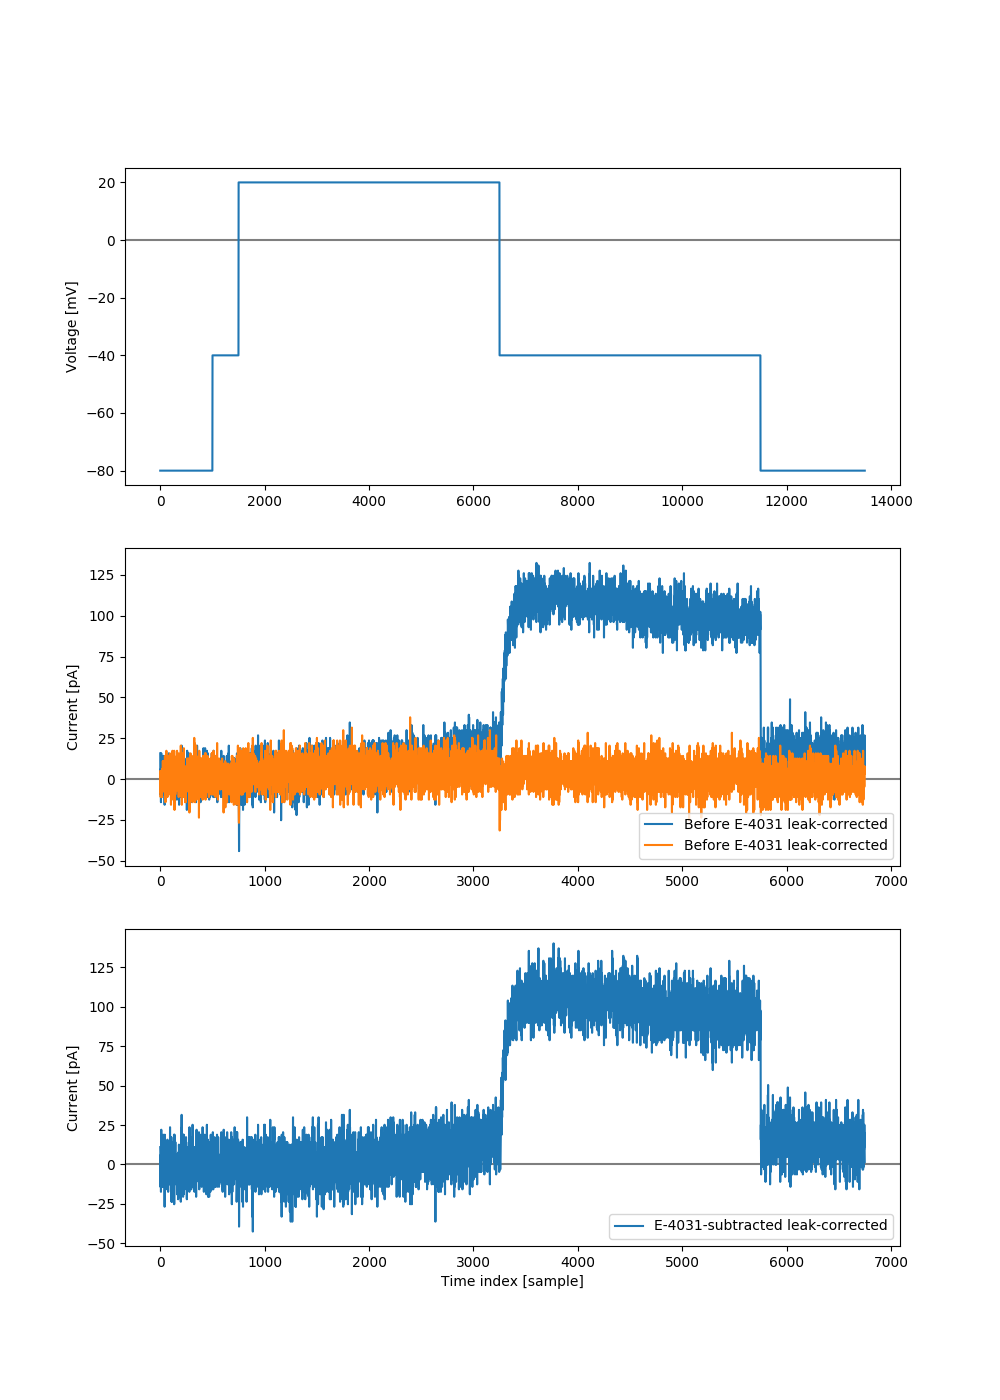 20
0
−20
−40
−60
−80
Voltage [mV]
0 2000 4000 6000 8000 10000 12000 14000
125
100
75
50
25
0
−25
−50
Current [pA]
Before E-4031 leak-corrected
Before E-4031 leak-corrected
0 1000 2000 3000 4000 5000 6000 7000
125
100
75
50
25
0
−25
−50
Current [pA]
E-4031-subtracted leak-corrected
0 1000 2000 3000 4000 5000 6000 7000
Time index [sample]